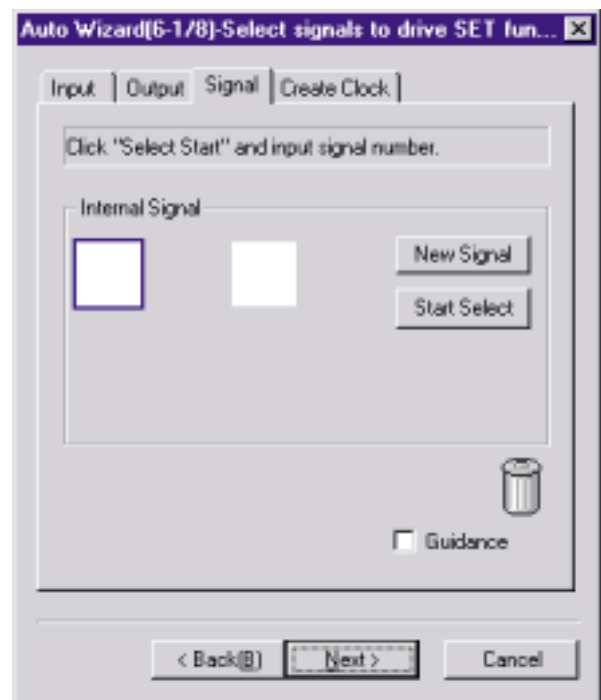 Auto Wizard(6-1/8)-Select signals to drive SET fun...
Input Output Signal Create Clock
Click "Select Start" and input signal number.
Internal Signal
New Signal
Start Select
Guidance
< Back(B) Next > Cancel